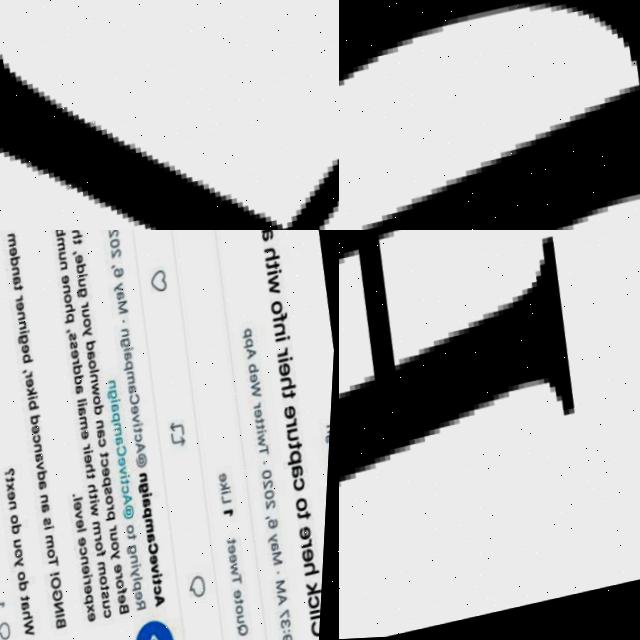 Click here to capture their info with
3:37 AM · May 6, 2020 · Twitter Web App
Quote Tweet 1 Like
ActiveCampaign @ActiveCampaign · May 6, 202
Replying to @ActiveCampaign
Before your prospect can download your guide, th
custom form with their email address, phone num
experience level.
BINGO! Tom is an advanced biker, beginner tandem
What do you do next?